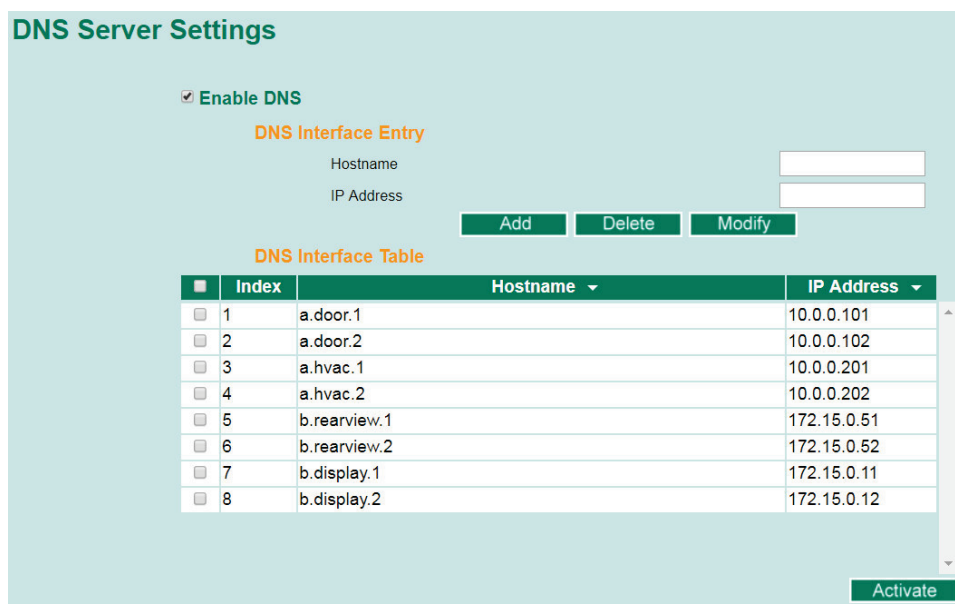 DNS Server Settings
Enable DNS
DNS Interface Entry
Hostname
IP Address
Add Delete Modify
DNS Interface Table
Index Hostname IP Address
1 a.door.1 10.0.0.101
2 a.door.2 10.0.0.102
3 a.hvac.1 10.0.0.201
4 a.hvac.2 10.0.0.202
5 b.rearview.1 172.15.0.51
6 b.rearview.2 172.15.0.52
7 b.display.1 172.15.0.11
8 b.display.2 172.15.0.12
Activate